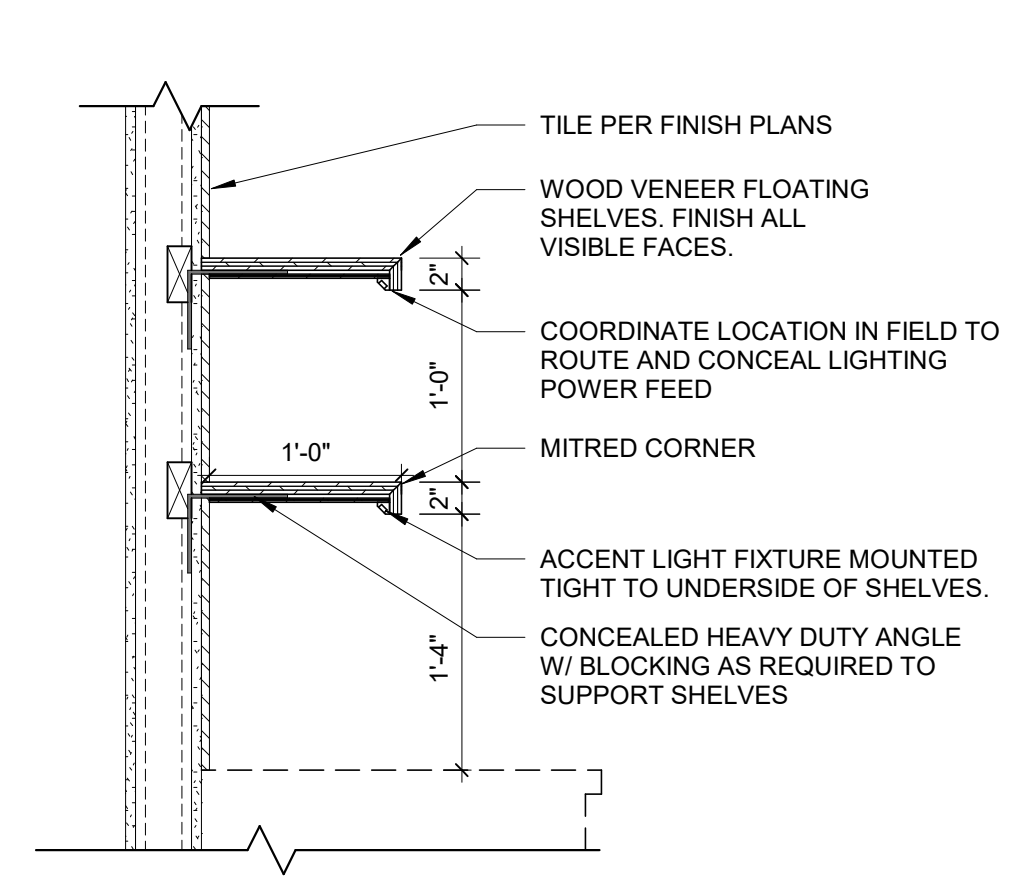 TILE PER FINISH PLANS
WOOD VENEER FLOATING
SHELVES. FINISH ALL
VISIBLE FACES.
2"
COORDINATE LOCATION IN FIELD TO
ROUTE AND CONCEAL LIGHTING
POWER FEED
1'-0"
1'-0"
MITRED CORNER
2"
ACCENT LIGHT FIXTURE MOUNTED
TIGHT TO UNDERSIDE OF SHELVES.
CONCEALED HEAVY DUTY ANGLE
W/ BLOCKING AS REQUIRED TO
SUPPORT SHELVES
1'-4"